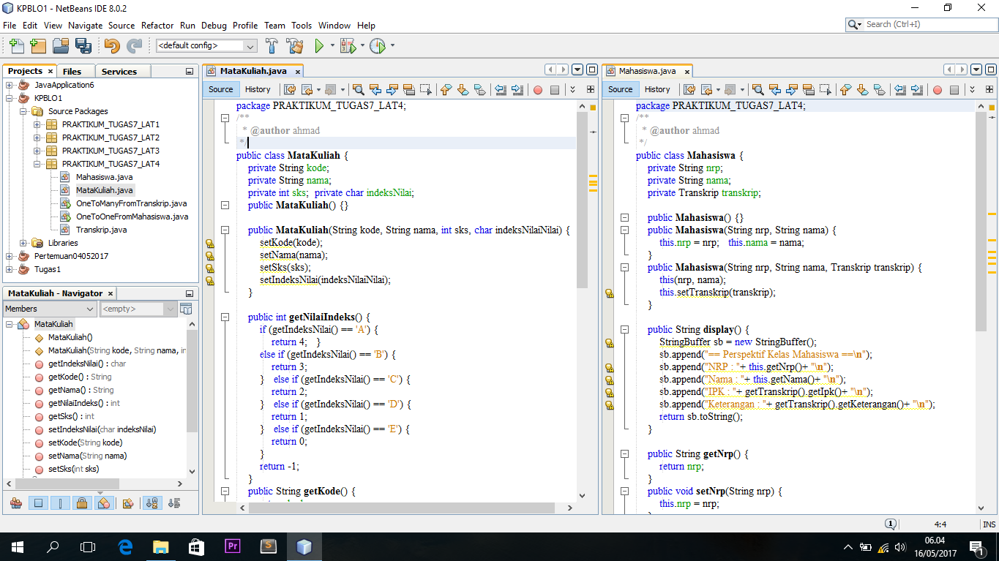 KPBLO1 - NetBeans IDE 8.0.2
File Edit View Navigate Source Refactor Run Debug Profile Team Tools Window Help
Search (Ctrl+I)
<default config>
Projects Files Services
JavaApplication6
KPBLO1
Source Packages
PRAKTIKUM_TUGAS7_LAT1
PRAKTIKUM_TUGAS7_LAT2
PRAKTIKUM_TUGAS7_LAT3
PRAKTIKUM_TUGAS7_LAT4
Mahasiswa.java
MataKuliah.java
OneToManyFromTranskrip.java
OneToOneFromMahasiswa.java
Transkrip.java
Libraries
Pertemuan04052017
Tugas1
MataKuliah - Navigator
Members <empty>
MataKuliah
MataKuliah()
MataKuliah(String kode, String nama, in
getIndeksNilai() : char
getKode() : String
getNama() : String
getNilaiIndeks() : int
getSks() : int
setIndeksNilai(char indeksNilai)
setKode(String kode)
setNama(String nama)
setSks(int sks)
MataKuliah.java
Source History
package PRAKTIKUM_TUGAS7_LAT4;
/**
* @author ahmad
*/
public class MataKuliah {
private String kode;
private String nama;
private int sks; private char indeksNilai;
public MataKuliah() {}
public MataKuliah(String kode, String nama, int sks, char indeksNilaiNilai) {
setKode(kode);
setNama(nama);
setSks(sks);
setIndeksNilai(indeksNilaiNilai);
}
public int getNilaiIndeks() {
if (getIndeksNilai() == 'A') {
return 4; }
else if (getIndeksNilai() == 'B') {
return 3;
} else if (getIndeksNilai() == 'C') {
return 2;
} else if (getIndeksNilai() == 'D') {
return 1;
} else if (getIndeksNilai() == 'E') {
return 0;
}
return -1;
}
public String getKode() {
Mahasiswa.java
Source History
package PRAKTIKUM_TUGAS7_LAT4;
/**
* @author ahmad
*/
public class Mahasiswa {
private String nrp;
private String nama;
private Transkrip transkrip;
public Mahasiswa() {}
public Mahasiswa(String nrp, String nama) {
this.nrp = nrp; this.nama = nama;
}
public Mahasiswa(String nrp, String nama, Transkrip transkrip) {
this(nrp, nama);
this.setTranskrip(transkrip);
}
public String display() {
StringBuffer sb = new StringBuffer();
sb.append("== Perspektif Kelas Mahasiswa ==\n");
sb.append("NRP : "+ this.getNrp()+ "\n");
sb.append("Nama : "+ this.getNama()+ "\n");
sb.append("IPK : "+ getTranskrip().getIpk()+ "\n");
sb.append("Keterangan : "+ getTranskrip().getKeterangan()+ "\n");
return sb.toString();
}
public String getNrp() {
return nrp;
}
public void setNrp(String nrp) {
this.nrp = nrp;
1 4:4 INS
Pr S 06.04
16/05/2017 1